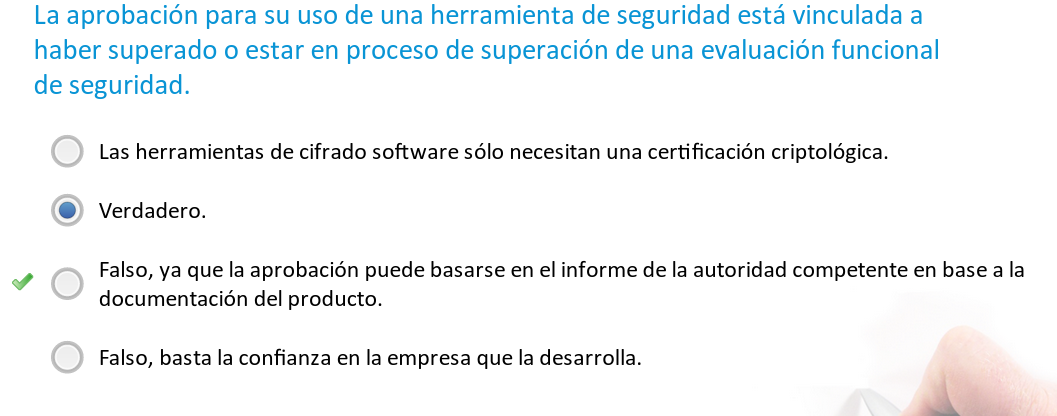 La aprobación para su uso de una herramienta de seguridad está vinculada a
haber superado o estar en proceso de superación de una evaluación funcional
de seguridad.
Las herramientas de cifrado software sólo necesitan una certificación criptológica.
Verdadero.
Falso, ya que la aprobación puede basarse en el informe de la autoridad competente en base a la
documentación del producto.
Falso, basta la confianza en la empresa que la desarrolla.